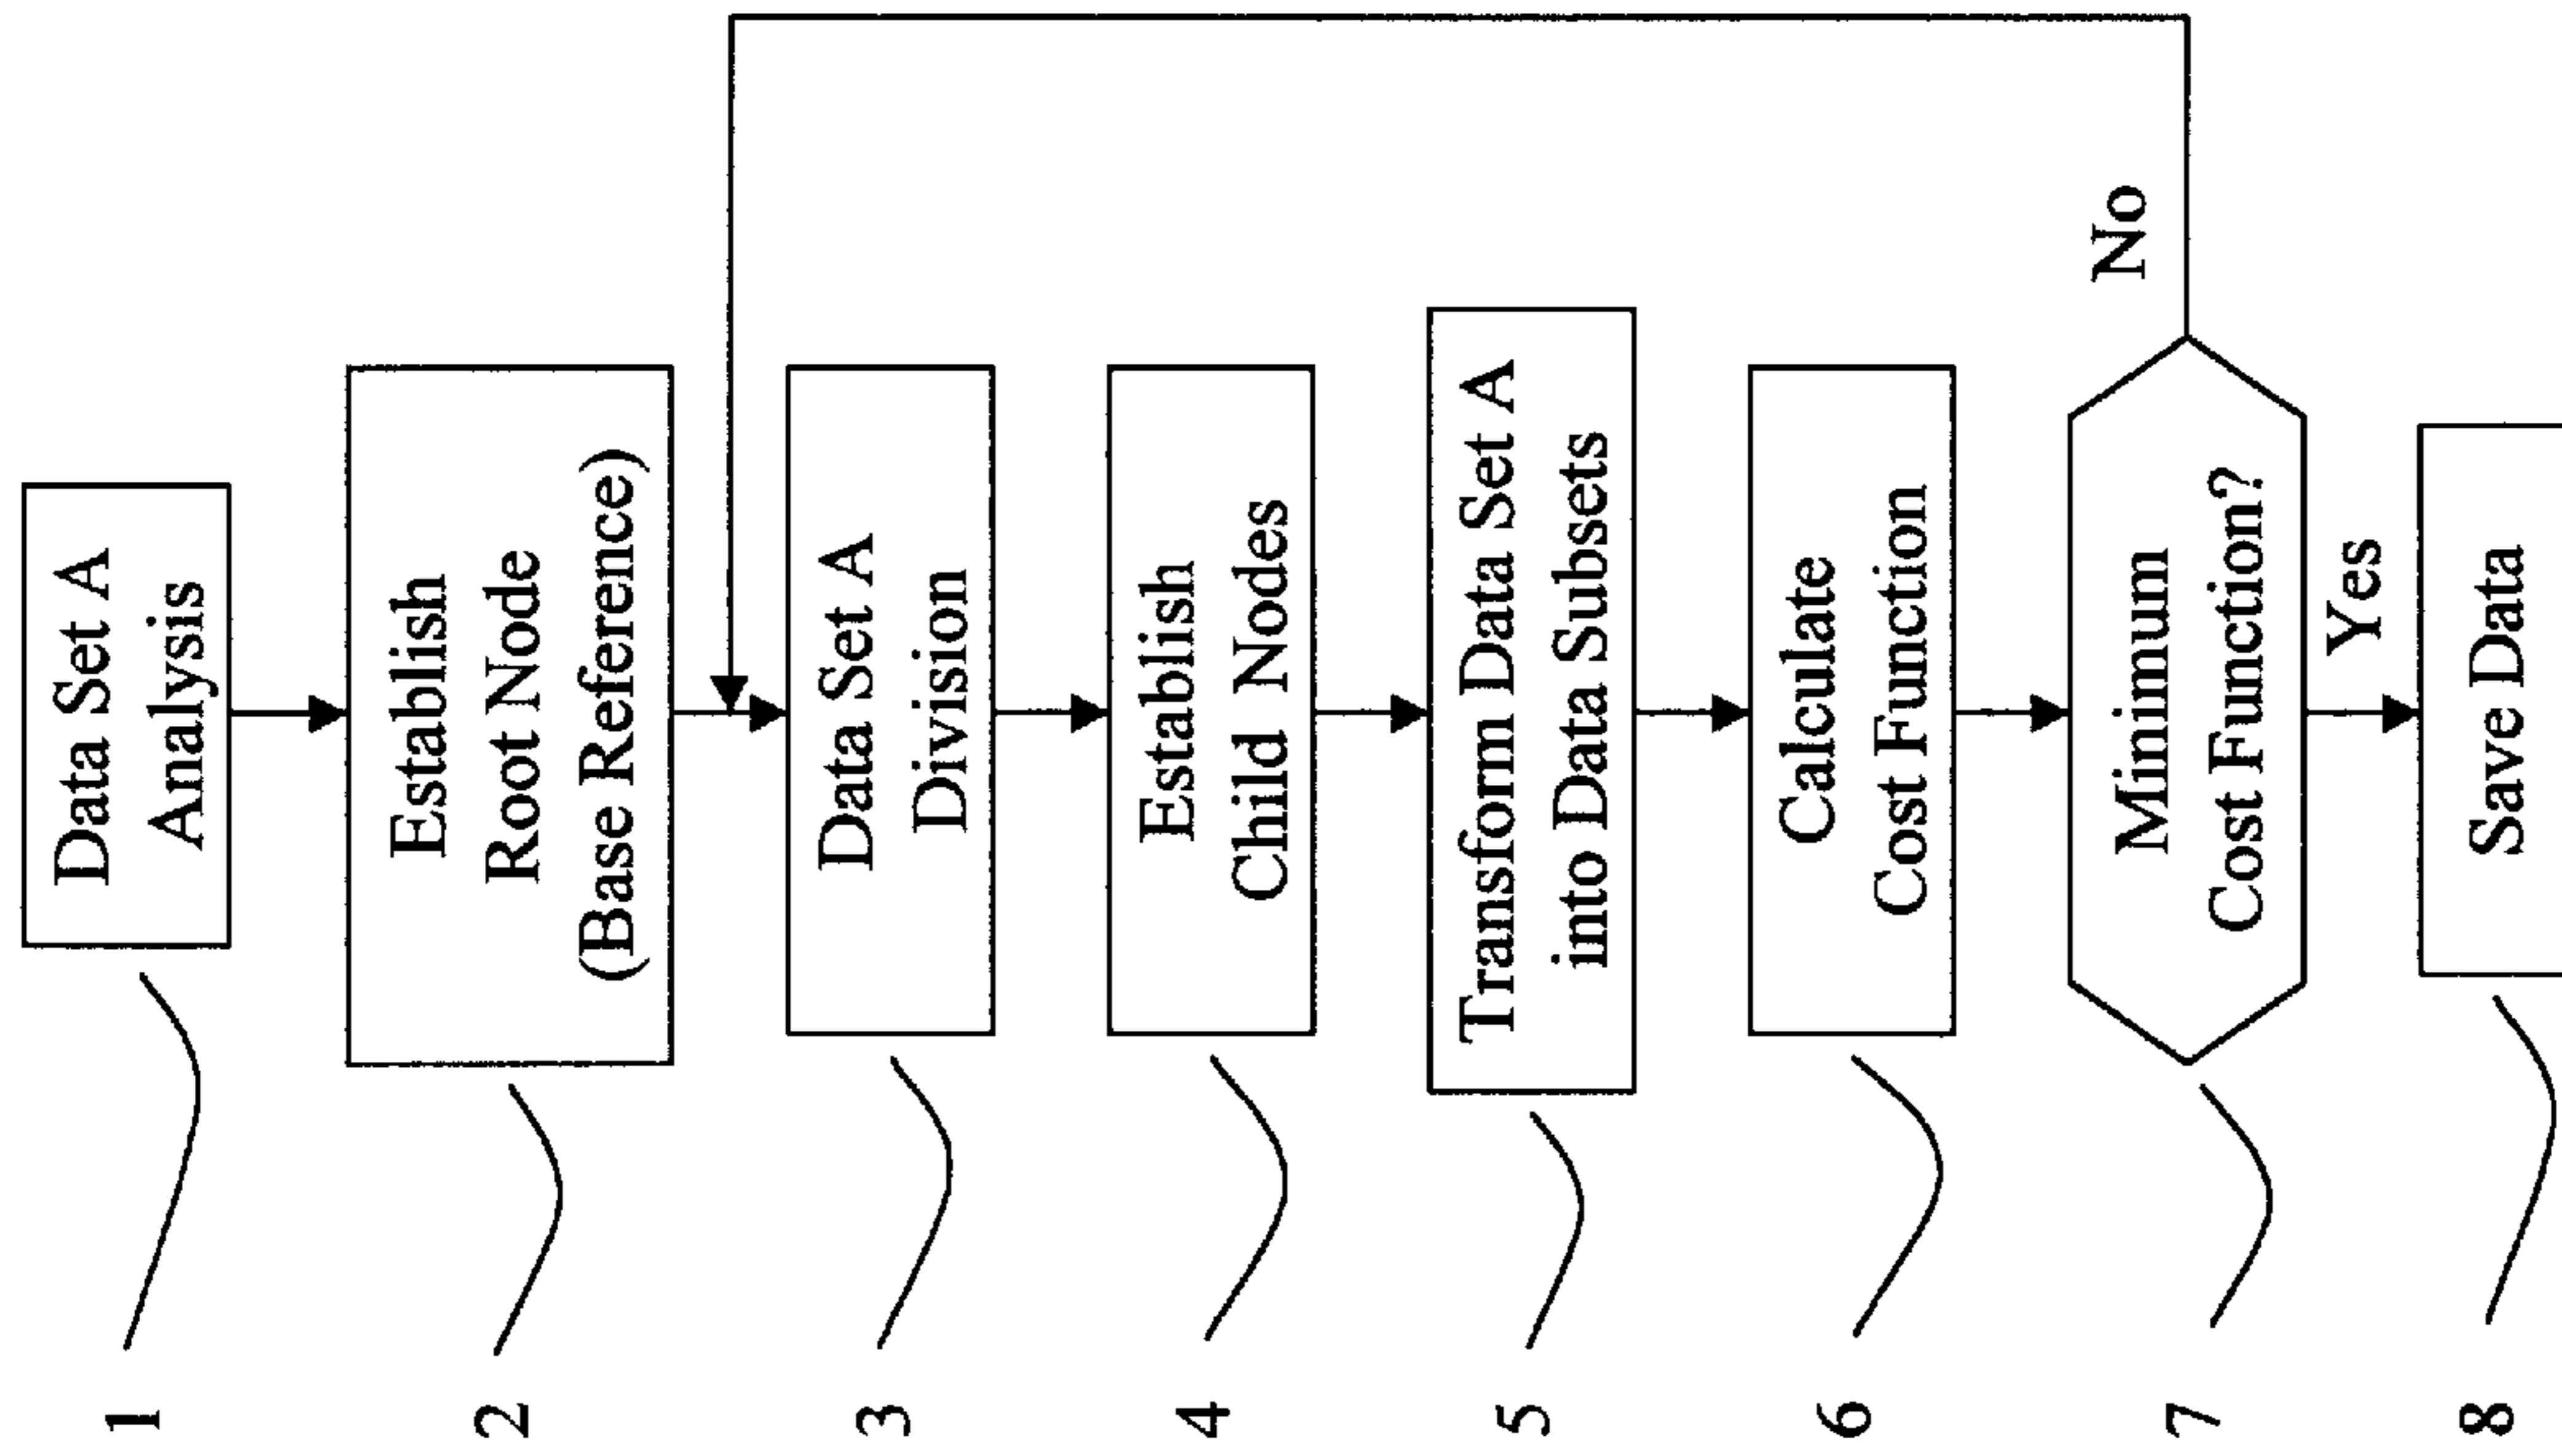 1
Data Set A
Analysis
2
Establish
Root Node
(Base Reference)
3
Data Set A
Division
4
Establish
Child Nodes
5
Transform Data Set A
into Data Subsets
6
Calculate
Cost Function
7
Minimum
Cost Function?
No
Yes
8
Save Data